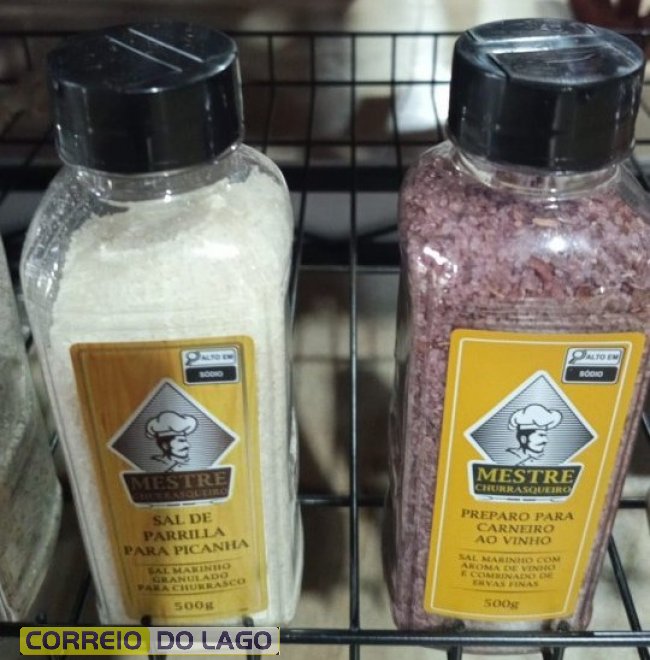 ALTO EM
SÓDIO
MESTRE
CHURRASQUEIRO
SAL DE
PARRILLA
PARA PICANHA
SAL MARINHO
GRANULADO
PARA CHURRASCO
500g
ALTO EM
SÓDIO
MESTRE
CHURRASQUEIRO
PREPARO PARA
CARNEIRO
AO VINHO
SAL MARINHO COM
AROMA DE VINHO
E COMBINADO DE
ERVAS FINAS
500g
CORREIO DO LAGO